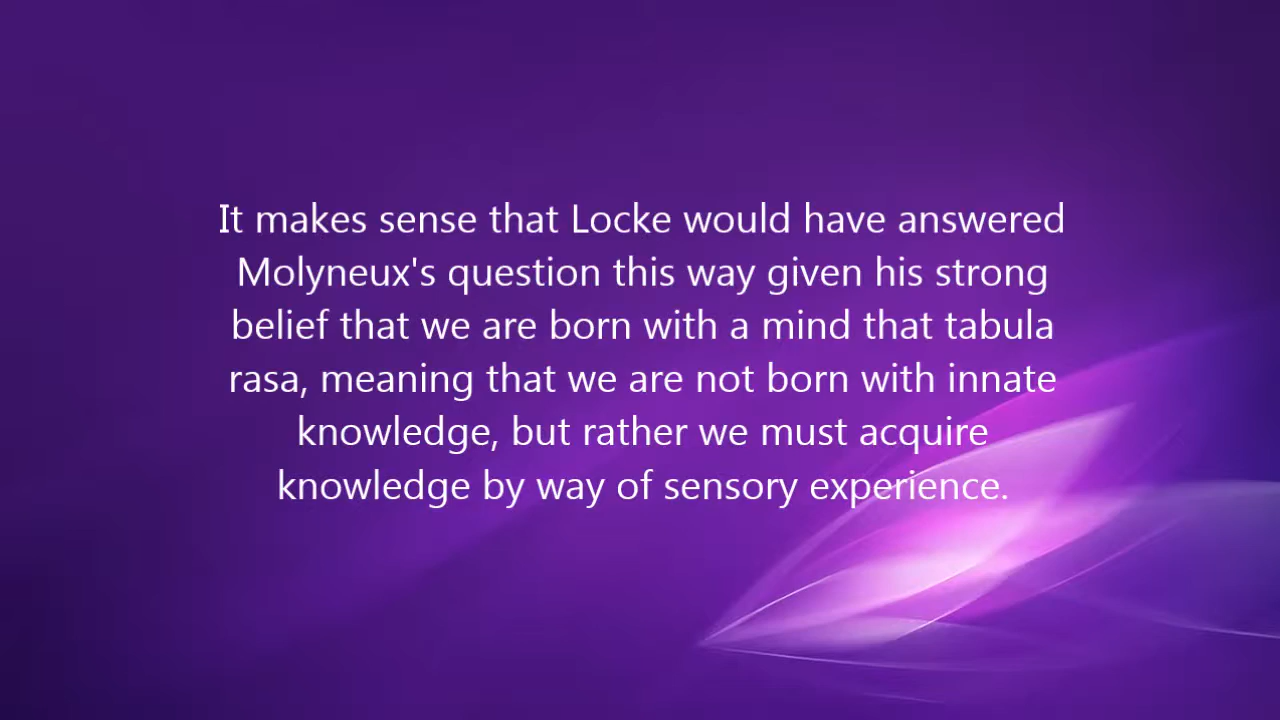 It makes sense that Locke would have answered
Molyneux's question this way given his strong
belief that we are born with a mind that tabula
rasa, meaning that we are not born with innate
knowledge, but rather we must acquire
knowledge by way of sensory experience.